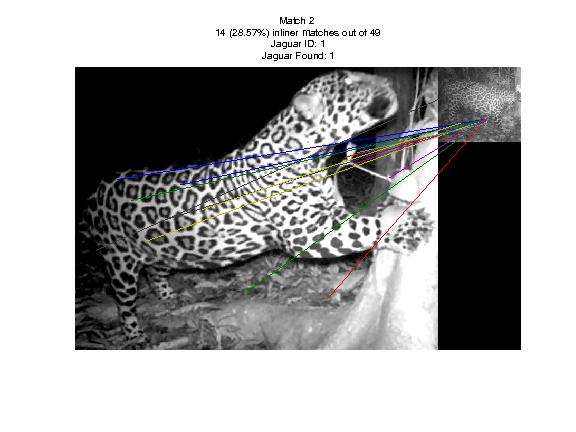 Match 2
14 (28.57%) inliner matches out of 49
Jaguar ID: 1
Jaguar Found: 1